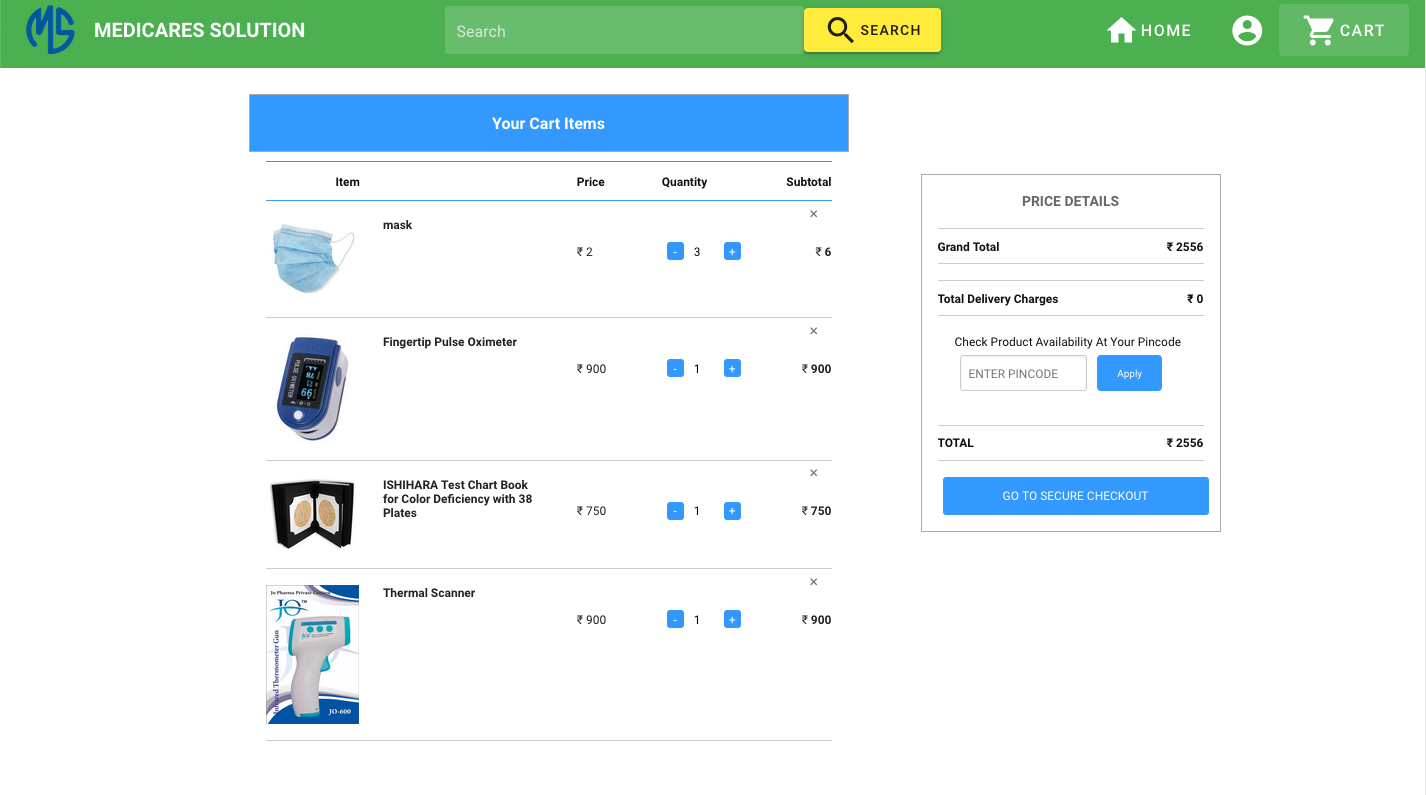 MS
MEDICARES SOLUTION
Search
SEARCH
HOME
CART
Your Cart Items
Item Price Quantity Subtotal
×
mask
₹ 2 - 3 + ₹ 6
×
Fingertip Pulse Oximeter
₹ 900 - 1 + ₹ 900
PULSE OXIMETER
×
ISHIHARA Test Chart Book
for Color Deficiency with 38
Plates
₹ 750 - 1 + ₹ 750
×
Thermal Scanner
₹ 900 - 1 + ₹ 900
Jo Pharma Private Limited
JO™
Infrared Thermometer Gun
JO-600
PRICE DETAILS
Grand Total ₹ 2556
Total Delivery Charges ₹ 0
Check Product Availability At Your Pincode
ENTER PINCODE Apply
TOTAL ₹ 2556
GO TO SECURE CHECKOUT